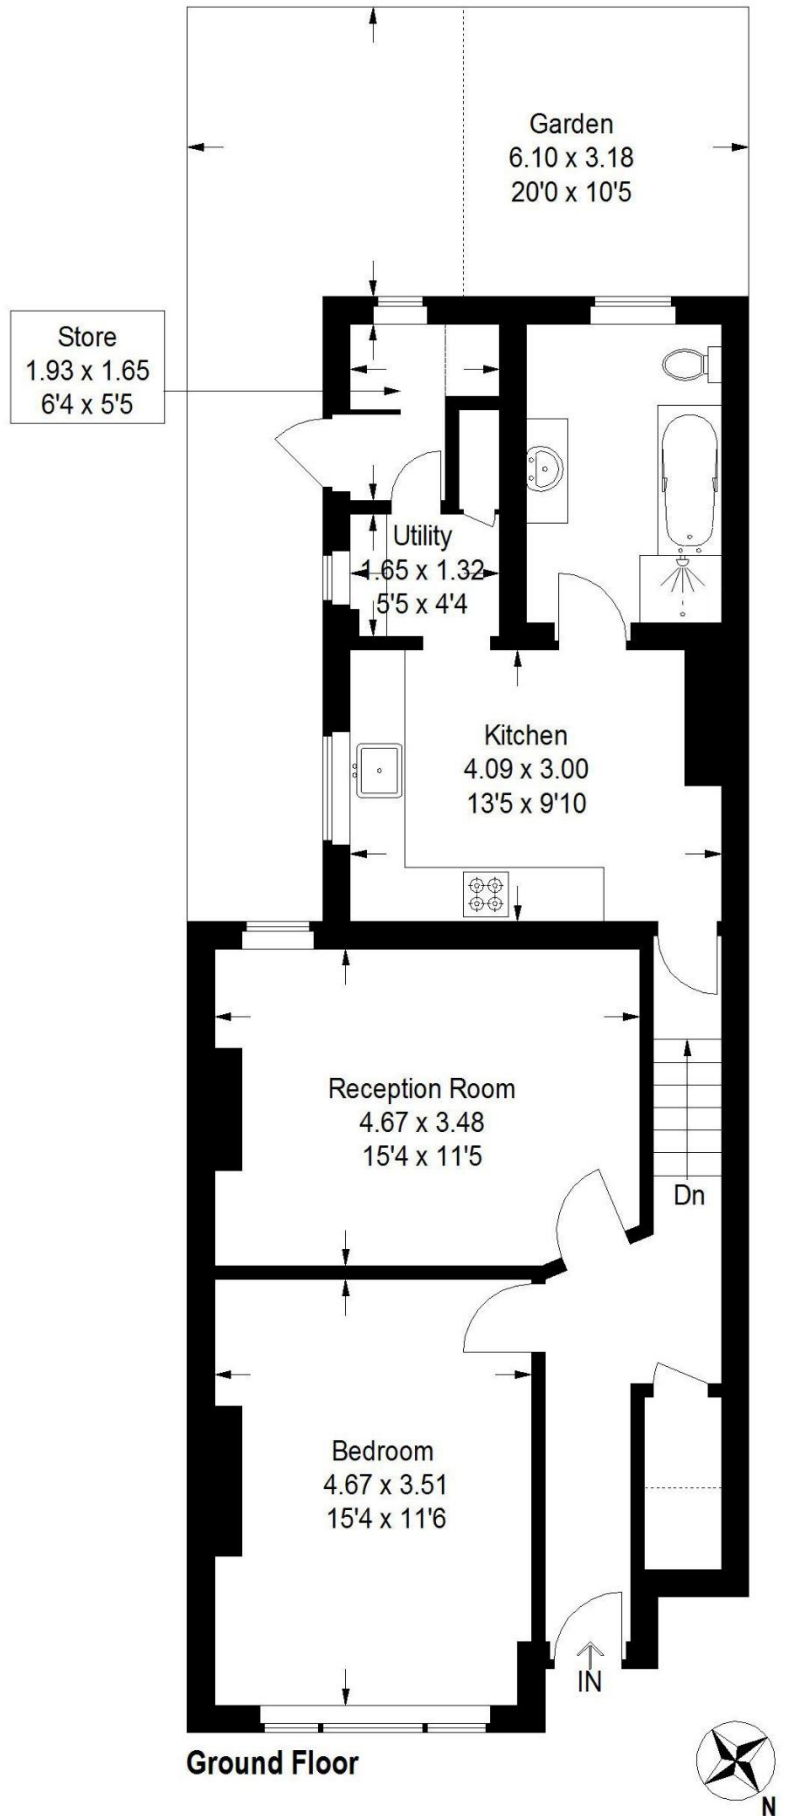 Garden
6.10 x 3.18
20'0 x 10'5
Store
1.93 x 1.65
6'4 x 5'5
Utility
1.65 x 1.32
5'5 x 4'4
Kitchen
4.09 x 3.00
13'5 x 9'10
Reception Room
4.67 x 3.48
15'4 x 11'5
Dn
Bedroom
4.67 x 3.51
15'4 x 11'6
IN
Ground Floor
N